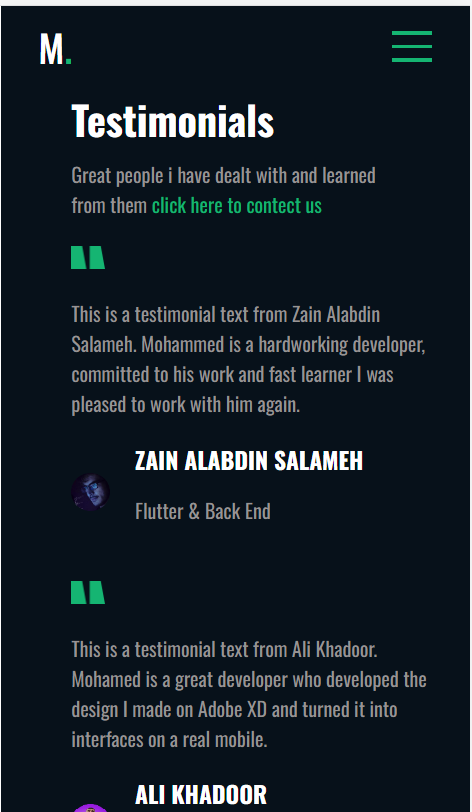 M.
Testimonials
Great people i have dealt with and learned
from them click here to contact us
This is a testimonial text from Zain Alabdin
Salameh. Mohammed is a hardworking developer,
committed to his work and fast learner I was
pleased to work with him again.
ZAIN ALABDIN SALAMEH
Flutter & Back End
This is a testimonial text from Ali Khadoor.
Mohamed is a great developer who developed the
design I made on Adobe XD and turned it into
interfaces on a real mobile.
ALI KHADOOR